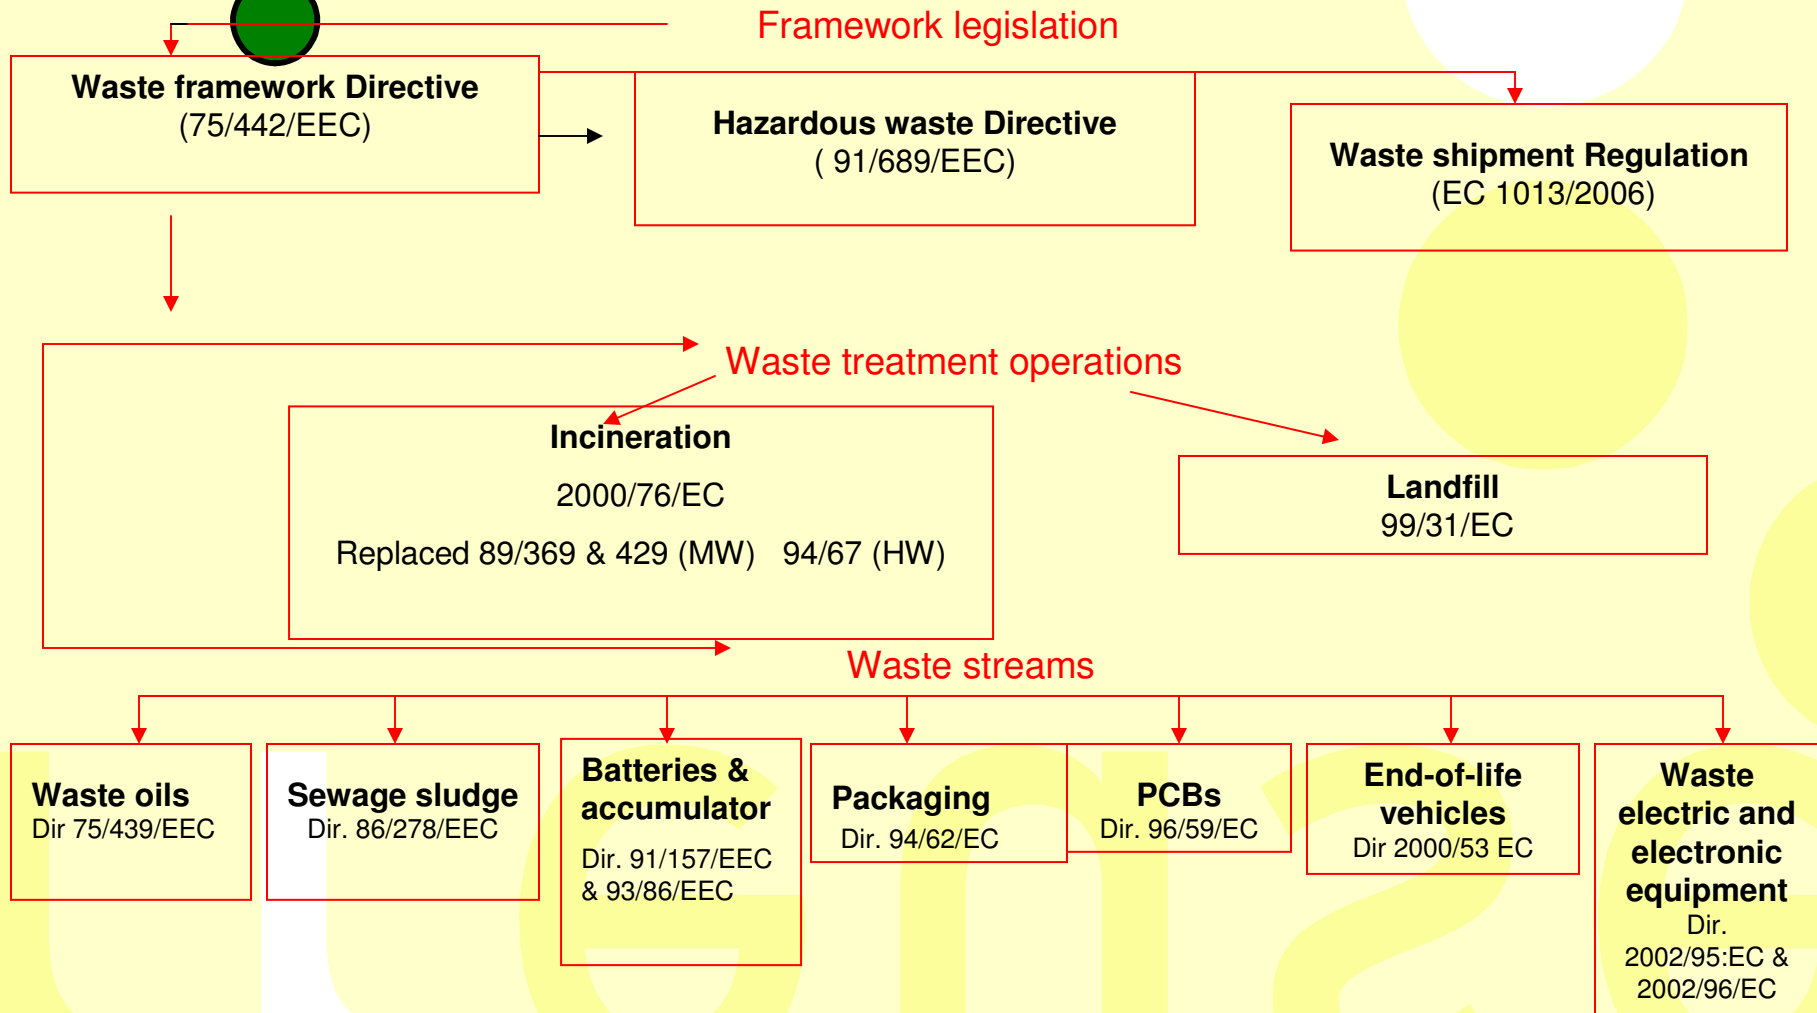 Framework legislation
Waste framework Directive
(75/442/EEC)
Hazardous waste Directive
( 91/689/EEC)
Waste shipment Regulation
(EC 1013/2006)
Waste treatment operations
Incineration
2000/76/EC
Replaced 89/369 & 429 (MW) 94/67 (HW)
Landfill
99/31/EC
Waste streams
Waste oils
Dir 75/439/EEC
Sewage sludge
Dir. 86/278/EEC
Batteries &
accumulator
Dir. 91/157/EEC
& 93/86/EEC
Packaging
Dir. 94/62/EC
PCBs
Dir. 96/59/EC
End-of-life
vehicles
Dir 2000/53 EC
Waste
electric and
electronic
equipment
Dir.
2002/95:EC &
2002/96/EC